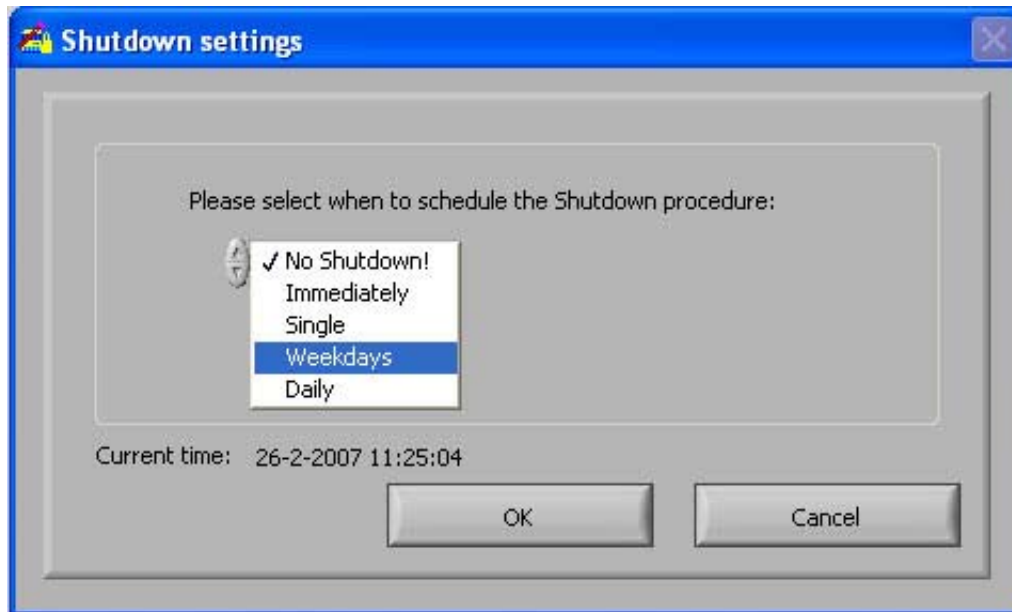 Shutdown settings
Please select when to schedule the Shutdown procedure:
✓ No Shutdown!
Immediately
Single
Weekdays
Daily
Current time: 26-2-2007 11:25:04
OK Cancel